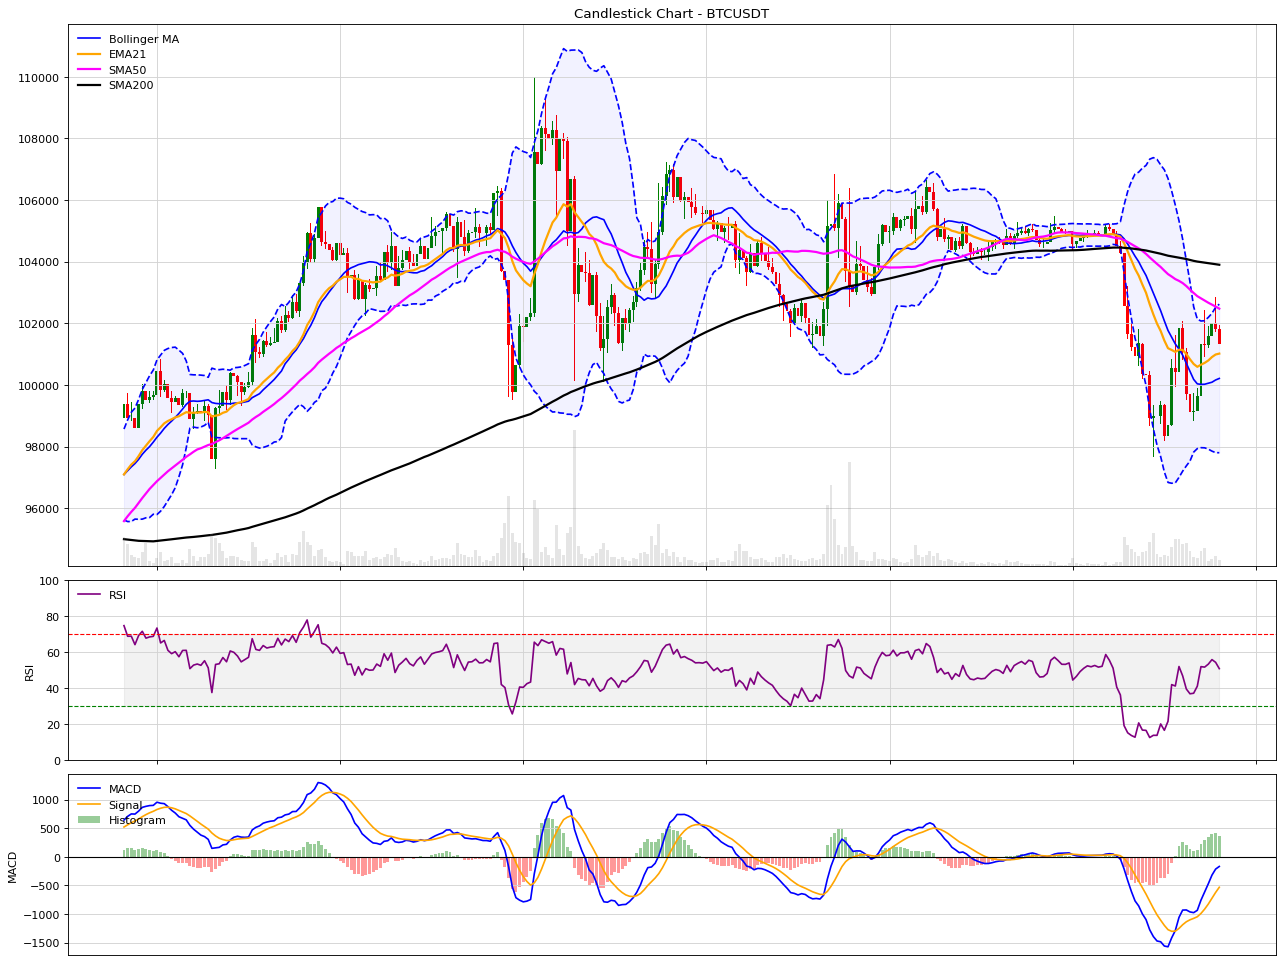 Candlestick Chart - BTCUSDT
Bollinger MA
EMA21
SMA50
SMA200
110000
108000
106000
104000
102000
100000
98000
96000
RSI
100
80
60
40
20
0
RSI
MACD
Signal
Histogram
1000
500
0
−500
−1000
−1500
MACD